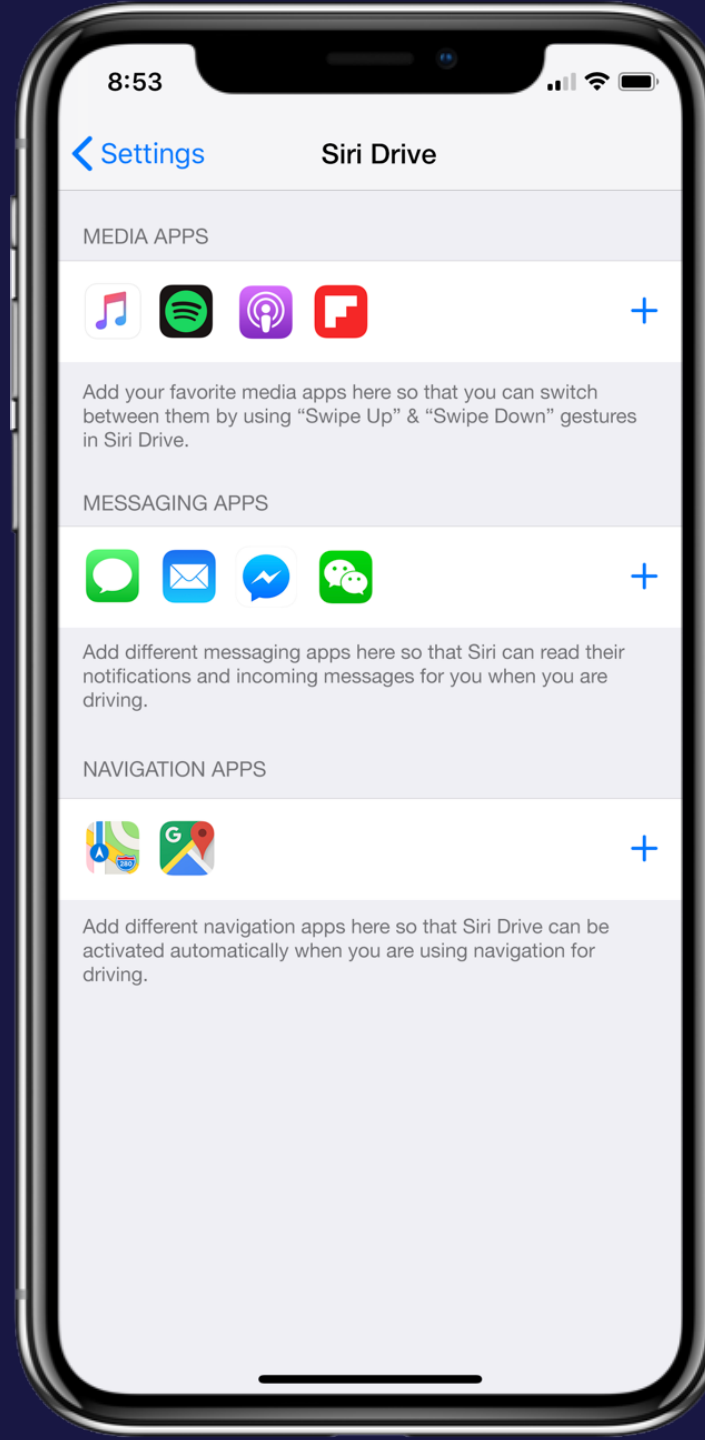 8:53
Settings
Siri Drive
MEDIA APPS
Add your favorite media apps here so that you can switch
between them by using “Swipe Up” & “Swipe Down” gestures
in Siri Drive.
MESSAGING APPS
Add different messaging apps here so that Siri can read their
notifications and incoming messages for you when you are
driving.
NAVIGATION APPS
280
G
Add different navigation apps here so that Siri Drive can be
activated automatically when you are using navigation for
driving.